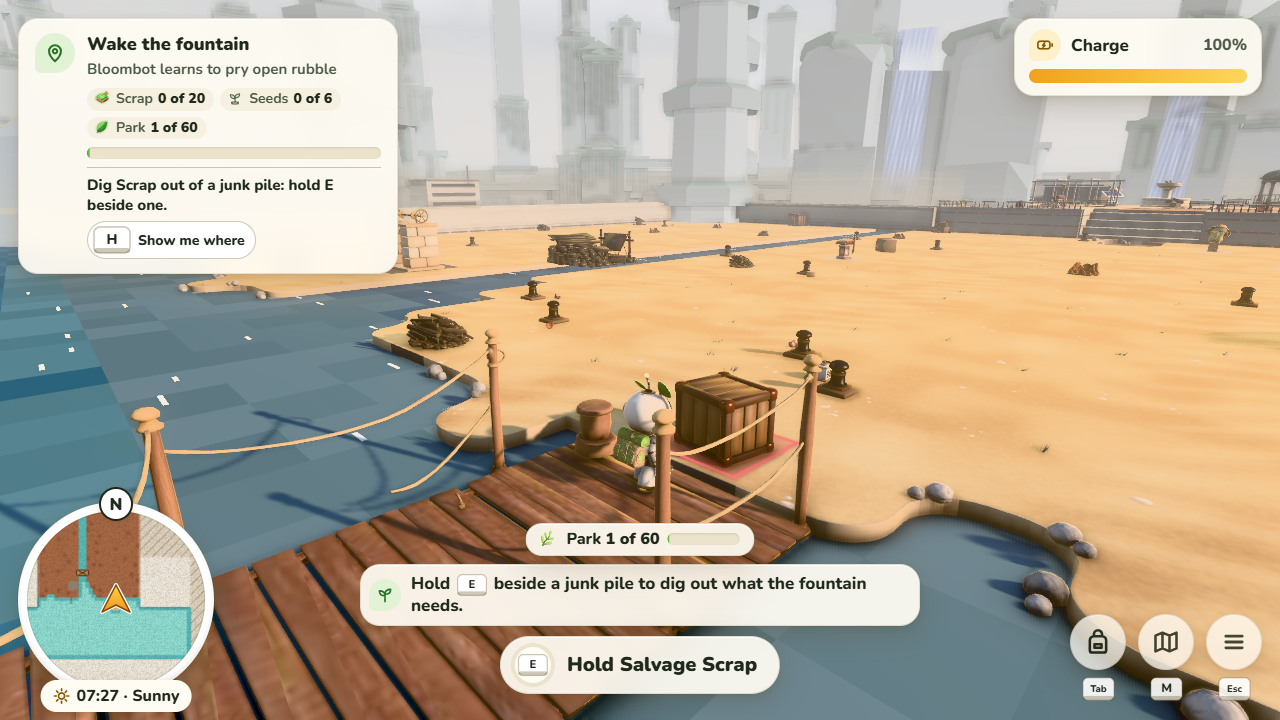 Wake the fountain
Bloombot learns to pry open rubble
Scrap 0 of 20
Seeds 0 of 6
Park 1 of 60
Dig Scrap out of a junk pile: hold E
beside one.
H Show me where
Charge 100%
N
07:27 · Sunny
Park 1 of 60
Hold E beside a junk pile to dig out what the fountain
needs.
E Hold Salvage Scrap
Tab
M
Esc